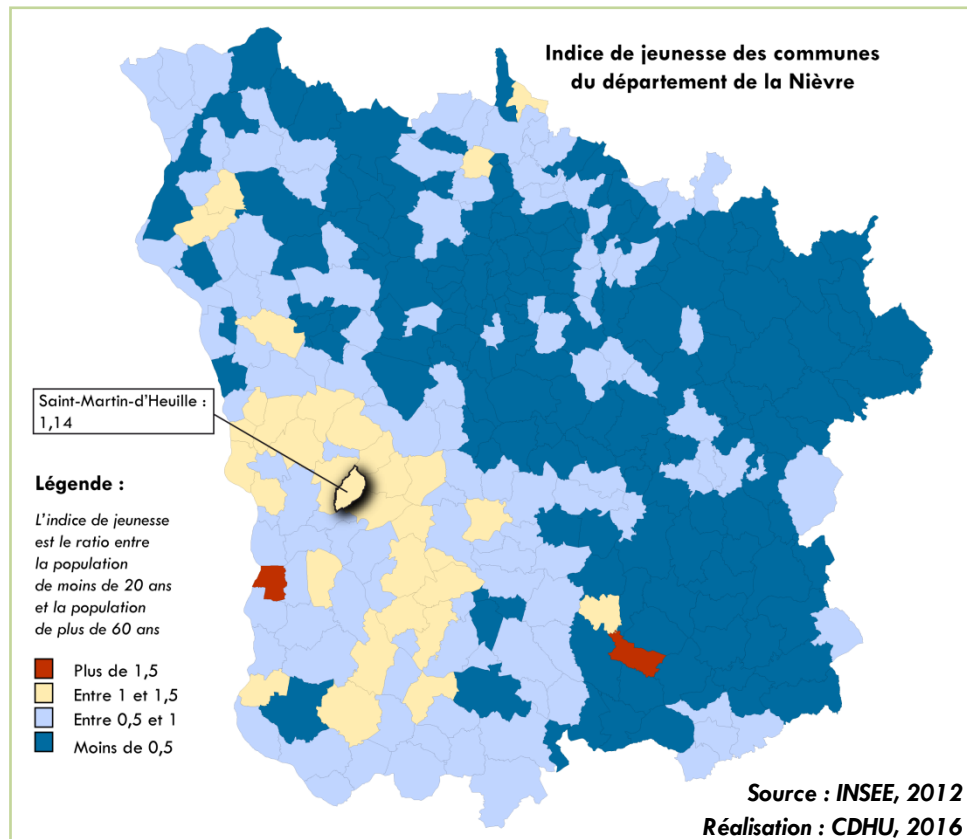 Indice de jeunesse des communes
du département de la Nièvre
Saint-Martin-d'Heuille :
1,14
Légende :
L'indice de jeunesse
est le ratio entre
la population
de moins de 20 ans
et la population
de plus de 60 ans
Plus de 1,5
Entre 1 et 1,5
Entre 0,5 et 1
Moins de 0,5
Source : INSEE, 2012
Réalisation : CDHU, 2016